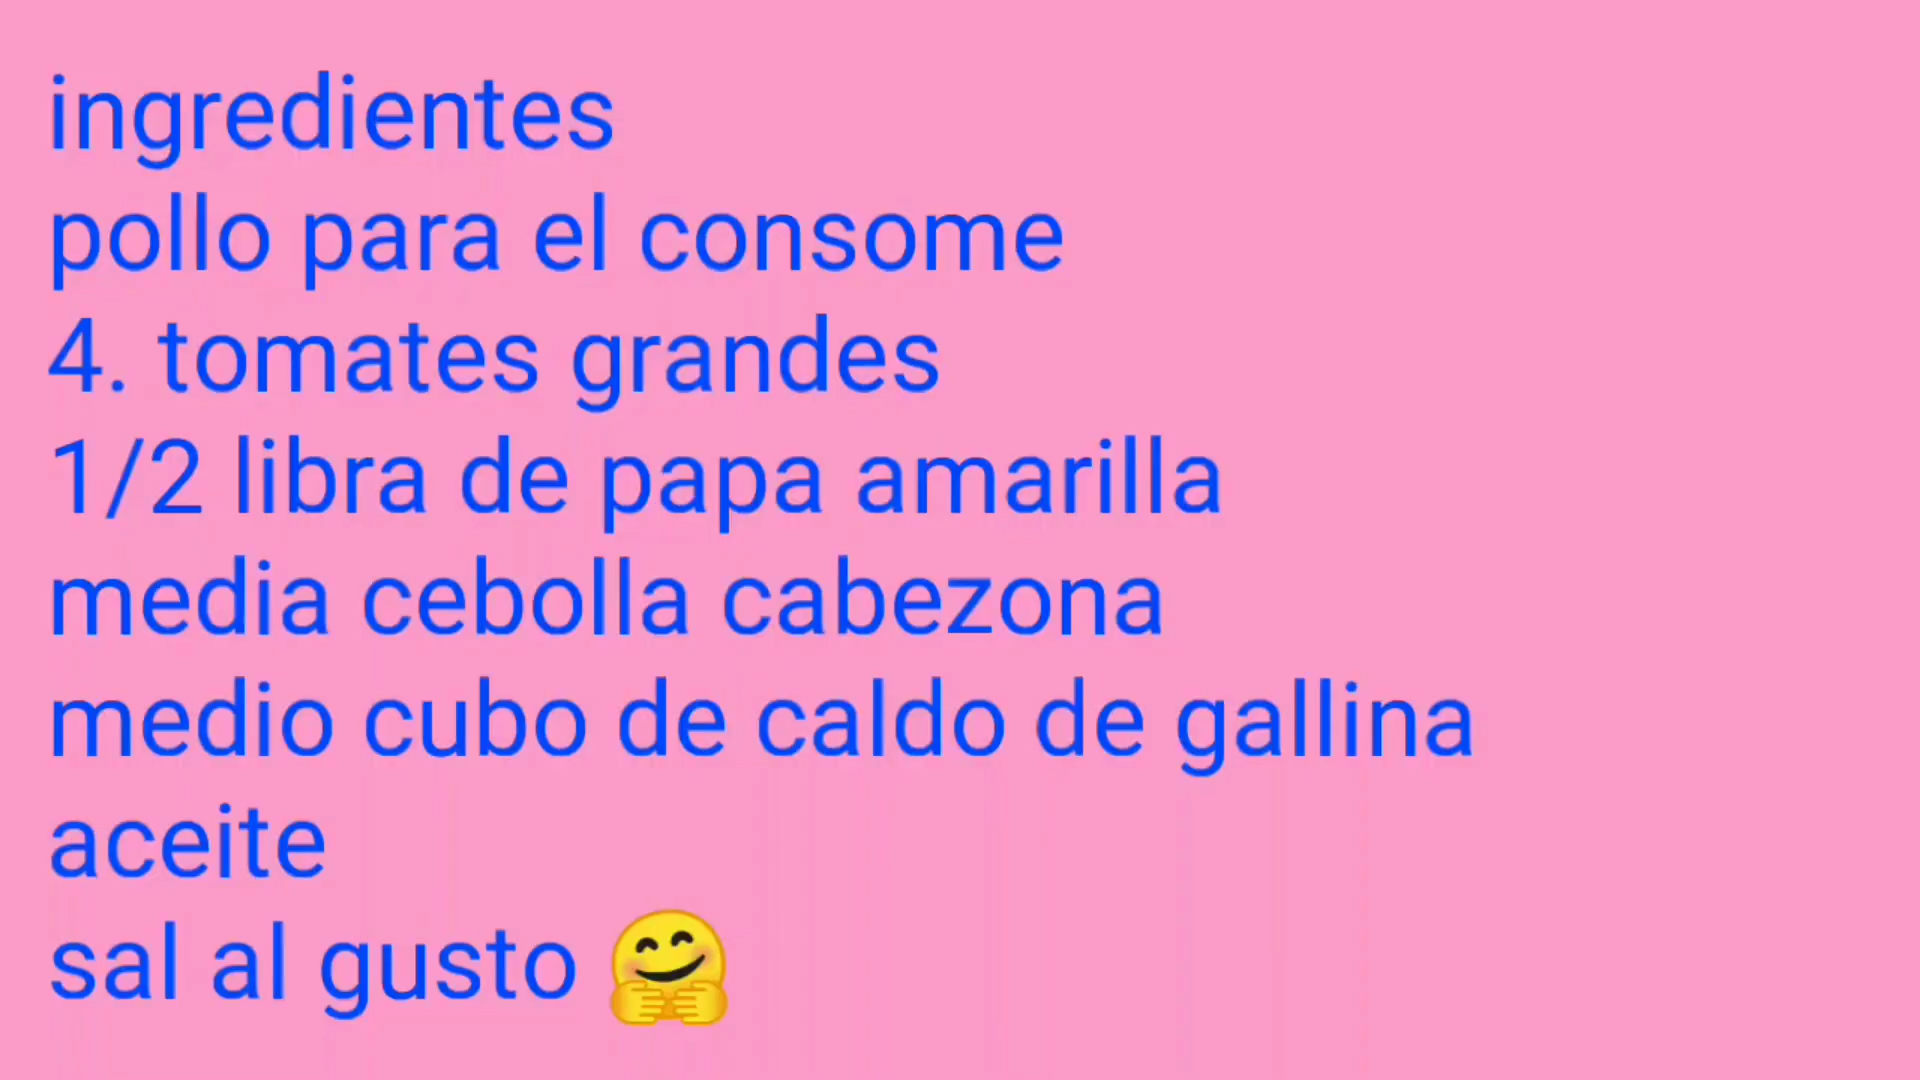 ingredientes
pollo para el consome
4. tomates grandes
1/2 libra de papa amarilla
media cebolla cabezona
medio cubo de caldo de gallina
aceite
sal al gusto 🤗